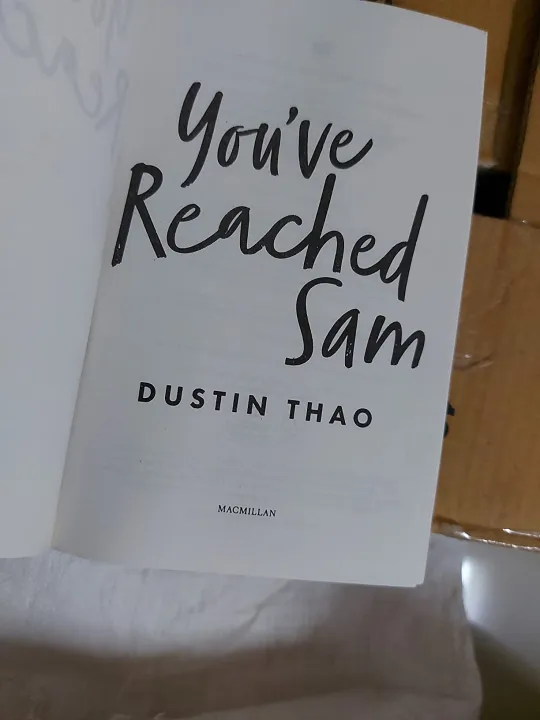 You've
Reached
Sam
DUSTIN THAO
MACMILLAN